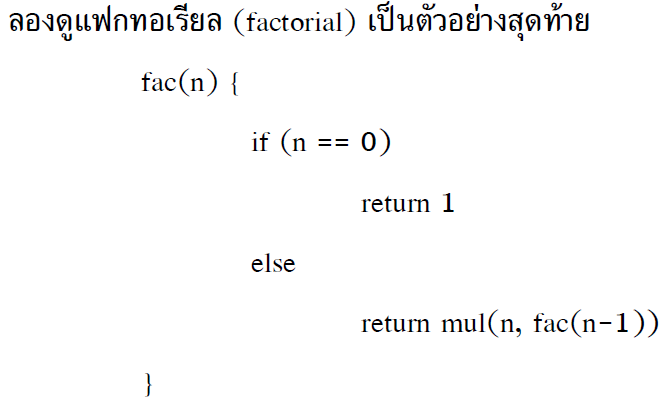 ลองดูแฟกทอเรียล (factorial) เป็นตัวอย่างสุดท้าย
fac(n) {
if (n == 0)
return 1
else
return mul(n, fac(n-1))
}